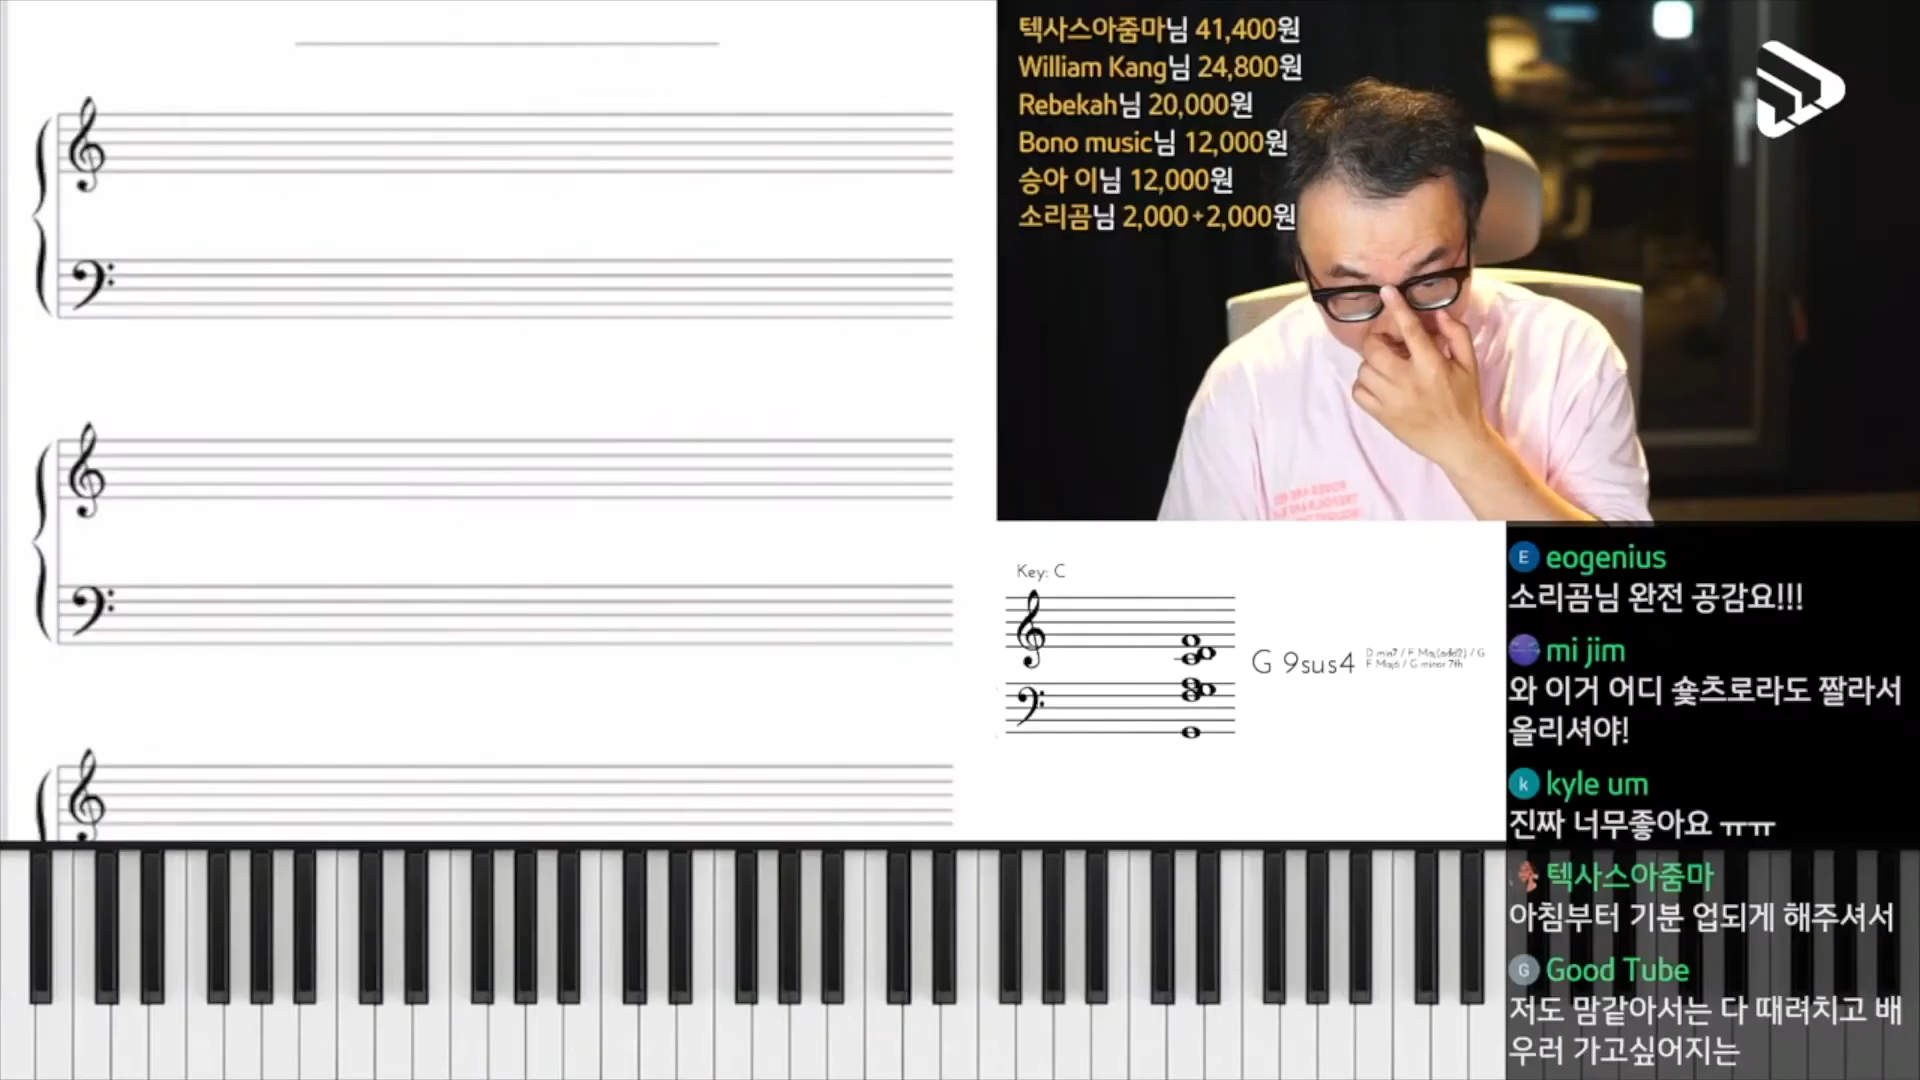 텍사스아줌마님 41,400원
William Kang님 24,800원
Rebekah님 20,000원
Bono music님 12,000원
승아 이님 12,000원
소리곰님 2,000+2,000원
Key: C
G 9sus4
D min7 / F Maj(add2) / G
F Maj6 / G minor 7th
E eogenius
소리곰님 완전 공감요!!!
mi jim
와 이거 어디 숓츠로라도 짤라서
올리셔야!
k kyle um
진짜 너무좋아요 ㅠㅠ
텍사스아줌마
아침부터 기분 업되게 해주셔서
G Good Tube
저도 맘같아서는 다 때려치고 배
우러 가고싶어지는